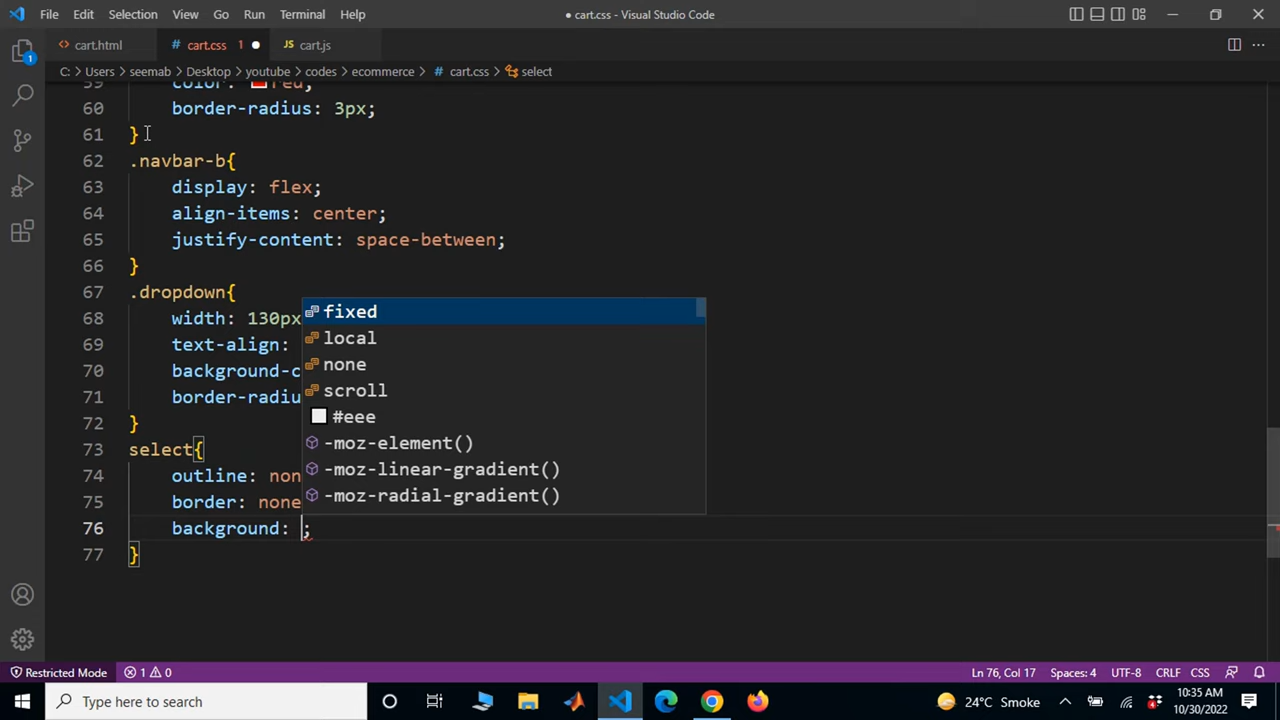 File Edit Selection View Go Run Terminal Help ● cart.css - Visual Studio Code
<> cart.html # cart.css 1 ● JS cart.js
C: > Users > seemab > Desktop > youtube > codes > ecommerce > # cart.css > select
59 color: red;
60 border-radius: 3px;
61 }
62 .navbar-b{
63 display: flex;
64 align-items: center;
65 justify-content: space-between;
66 }
67 .dropdown{
68 width: 130px
69 text-align:
70 background-c
71 border-radiu
72 }
73 select{
74 outline: non
75 border: none
76 background: ;
77 }
fixed
local
none
scroll
#eee
-moz-element()
-moz-linear-gradient()
-moz-radial-gradient()
1
Restricted Mode 1 0 Ln 76, Col 17 Spaces: 4 UTF-8 CRLF CSS
Type here to search 24°C Smoke 10:35 AM
10/30/2022